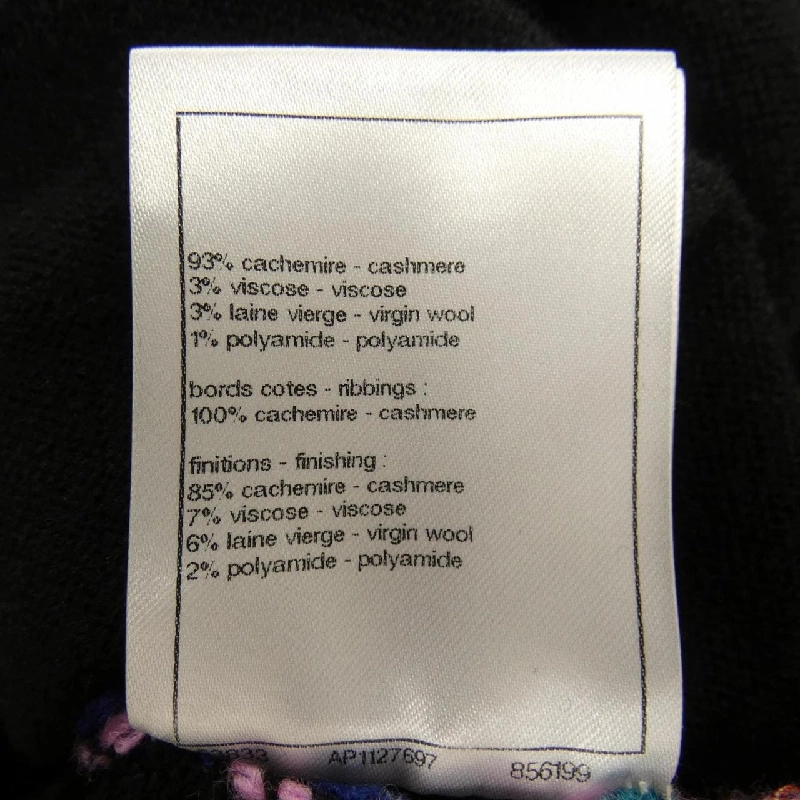 93% cachemire - cashmere
3% viscose - viscose
3% laine vierge - virgin wool
1% polyamide - polyamide
bords cotes - ribbings :
100% cachemire - cashmere
finitions - finishing :
85% cachemire - cashmere
7% viscose - viscose
6% laine vierge - virgin wool
2% polyamide - polyamide
AP1127697 856199